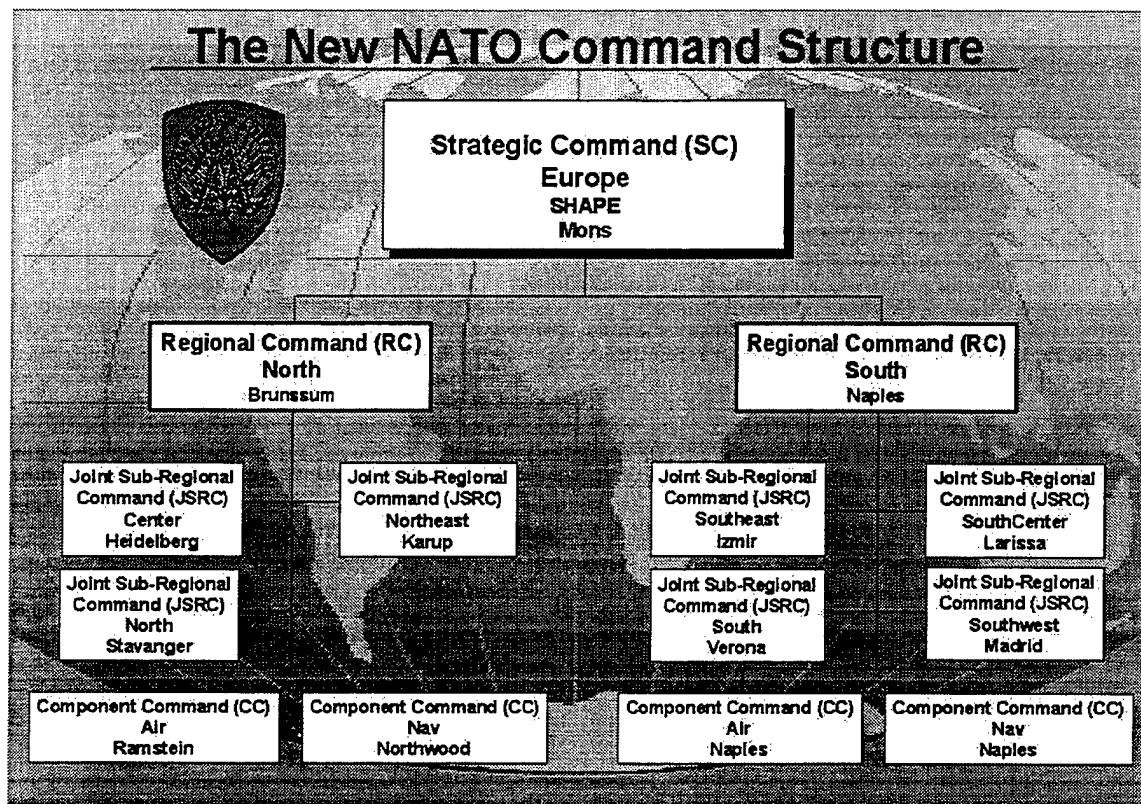 The New NATO Command Structure
Strategic Command (SC)
Europe
SHAPE
Mons
Regional Command (RC)
North
Brunssum
Regional Command (RC)
South
Naples
Joint Sub-Regional
Command (JSRC)
Center
Heidelberg
Joint Sub-Regional
Command (JSRC)
Northeast
Karup
Joint Sub-Regional
Command (JSRC)
Southeast
Izmir
Joint Sub-Regional
Command (JSRC)
SouthCenter
Larissa
Joint Sub-Regional
Command (JSRC)
North
Stavanger
Joint Sub-Regional
Command (JSRC)
South
Verona
Joint Sub-Regional
Command (JSRC)
Southwest
Madrid
Component Command (CC)
Air
Ramstein
Component Command (CC)
Nav
Northwood
Component Command (CC)
Air
Naples
Component Command (CC)
Nav
Naples